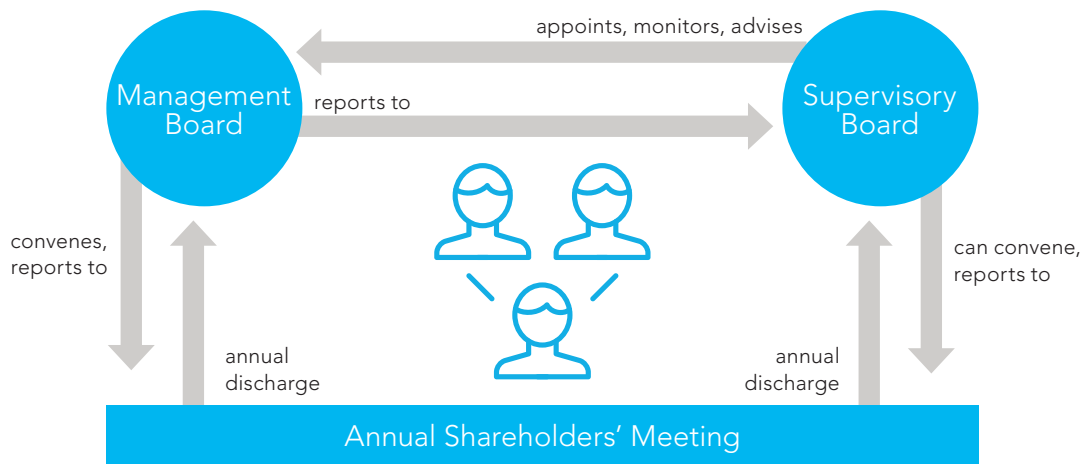 appoints, monitors, advises
Management
Board
reports to
Supervisory
Board
convenes,
reports to
can convene,
reports to
annual
discharge
annual
discharge
Annual Shareholders’ Meeting